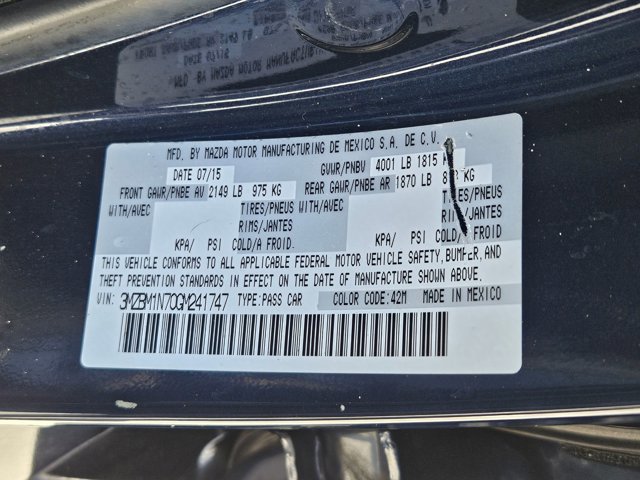 MFD. BY MAZDA MOTOR MANUFACTURING DE MEXICO S.A. DE C.V.
DATE 07/15 GVWR/PNBV 4001 LB 1815
FRONT GAWR/PNBE AV 2149 LB 975 KG REAR GAWR/PNBE AR 1870 LB KG
WITH/AVEC TIRES/PNEUS WITH/AVEC TIRES/PNEUS
RIMS/JANTES RIMS/JANTES
KPA/ PSI COLD/A FROID. KPA/ PSI COLD/A FROID
THIS VEHICLE CONFORMS TO ALL APPLICABLE FEDERAL MOTOR VEHICLE SAFETY, BUMPER, AND
THEFT PREVENTION STANDARDS IN EFFECT ON THE DATE OF MANUFACTURE SHOWN ABOVE.
VIN: 3MZBM1N70GM241747 TYPE:PASS CAR COLOR CODE:42M MADE IN MEXICO